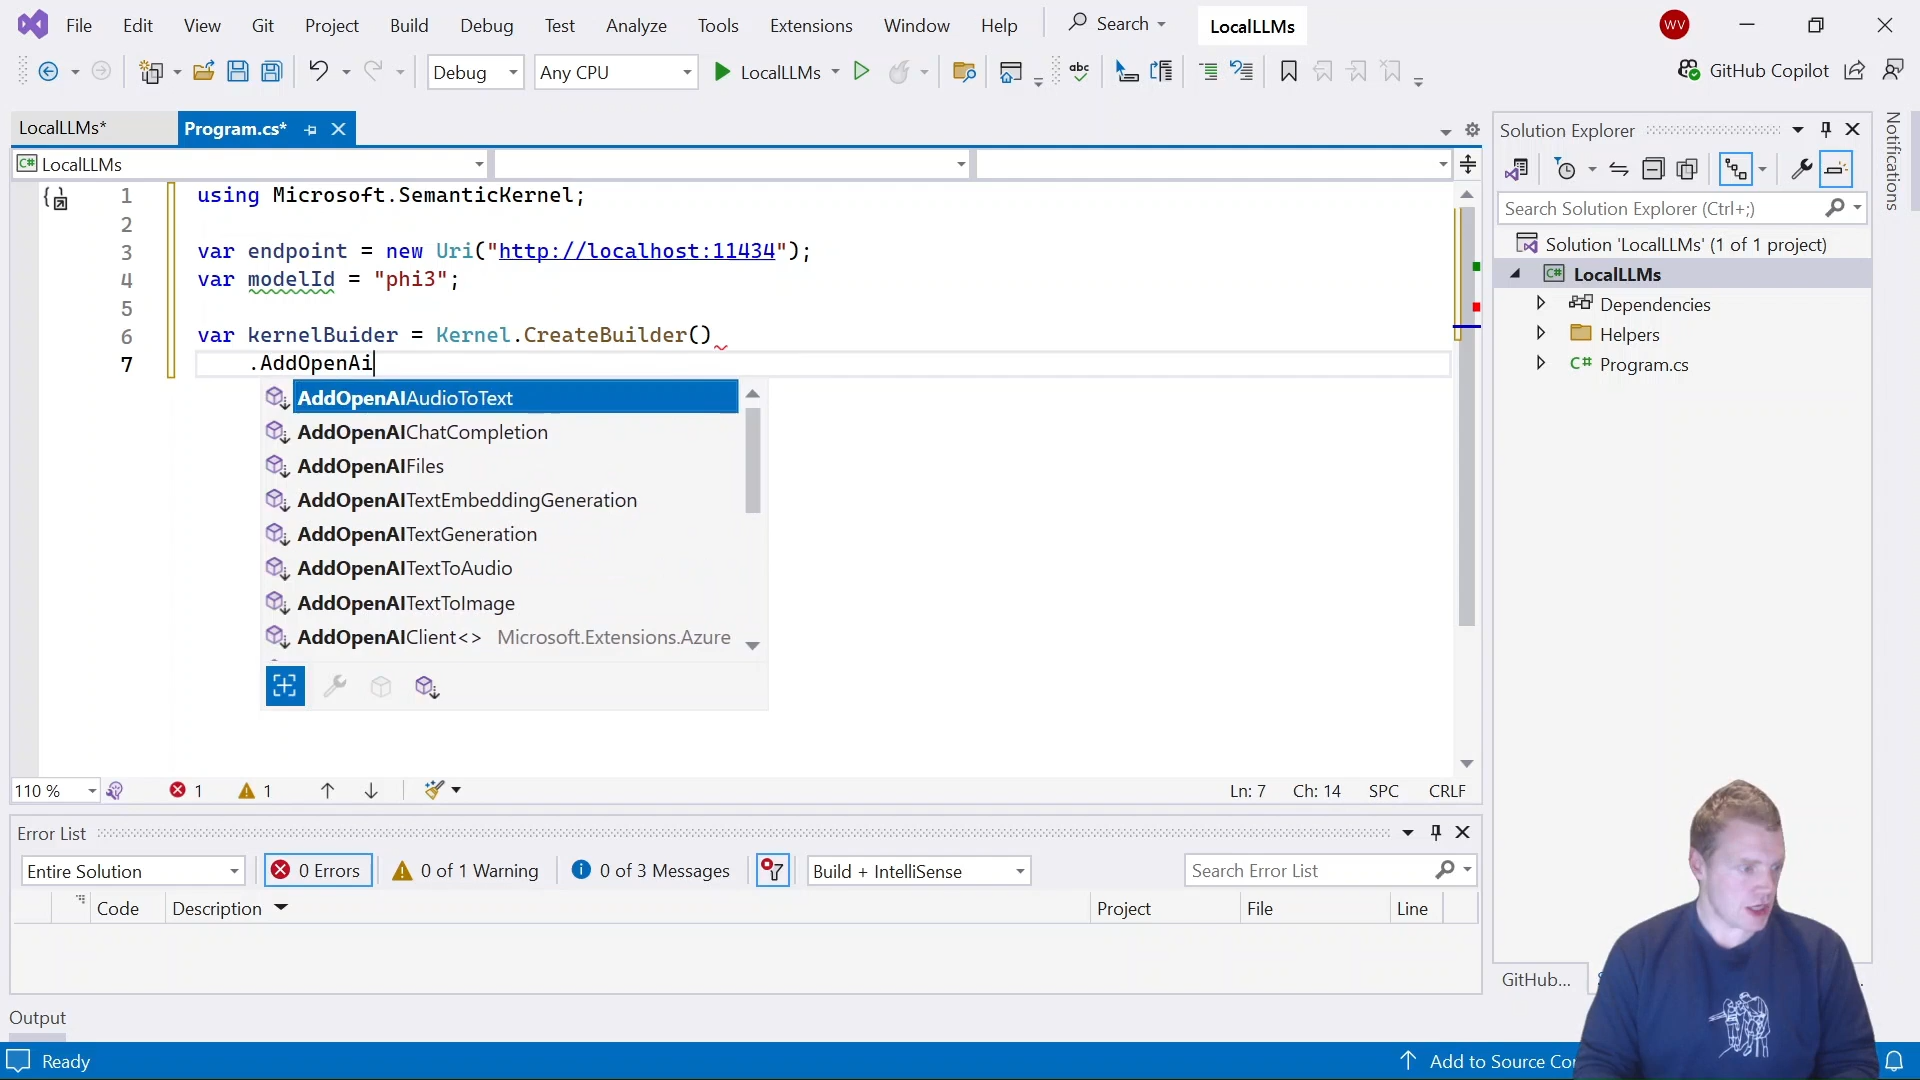 File Edit View Git Project Build Debug Test Analyze Tools Extensions Window Help Search LocalLLMs WV
Debug Any CPU LocalLLMs abc GitHub Copilot
LocalLLMs* Program.cs*
C# LocalLLMs
1 using Microsoft.SemanticKernel;
2
3 var endpoint = new Uri("http://localhost:11434");
4 var modelId = "phi3";
5
6 var kernelBuider = Kernel.CreateBuilder()
7 .AddOpenAi
AddOpenAIAudioToText
AddOpenAIChatCompletion
AddOpenAIFiles
AddOpenAITextEmbeddingGeneration
AddOpenAITextGeneration
AddOpenAITextToAudio
AddOpenAITextToImage
AddOpenAIClient<> Microsoft.Extensions.Azure
110 % 1 1 Ln: 7 Ch: 14 SPC CRLF
Error List
Entire Solution 0 Errors 0 of 1 Warning 0 of 3 Messages Build + IntelliSense Search Error List
Code Description Project File Line
Output
Ready Add to Source Co
Solution Explorer
Search Solution Explorer (Ctrl+;)
Solution 'LocalLLMs' (1 of 1 project)
C# LocalLLMs
Dependencies
Helpers
C# Program.cs
GitHub...
Notifications